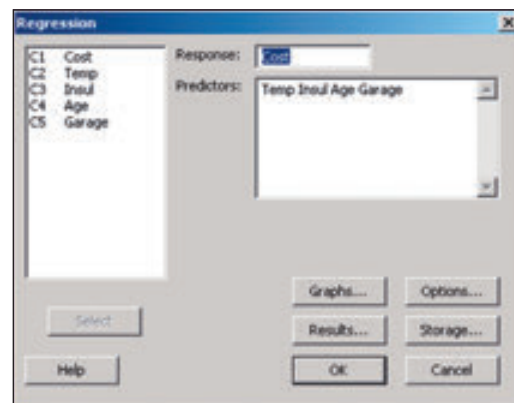 Regression
C1 Cost
C2 Temp
C3 Insul
C4 Age
C5 Garage
Response: Cost
Predictors: Temp Insul Age Garage
Select
Graphs... Options...
Results... Storage...
Help OK Cancel